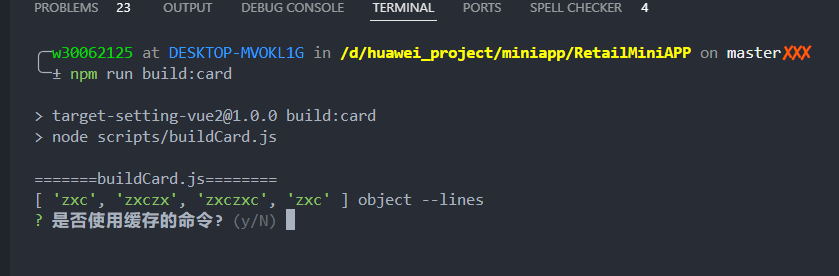 PROBLEMS 23 OUTPUT DEBUG CONSOLE TERMINAL PORTS SPELL CHECKER 4
w30062125 at DESKTOP-MVOKL1G in /d/huawei_project/miniapp/RetailMiniAPP on master✗✗✗
± npm run build:card
> target-setting-vue2@1.0.0 build:card
> node scripts/buildCard.js
=======buildCard.js========
[ 'zxc', 'zxczx', 'zxczxc', 'zxc' ] object --lines
? 是否使用缓存的命令? (y/N)